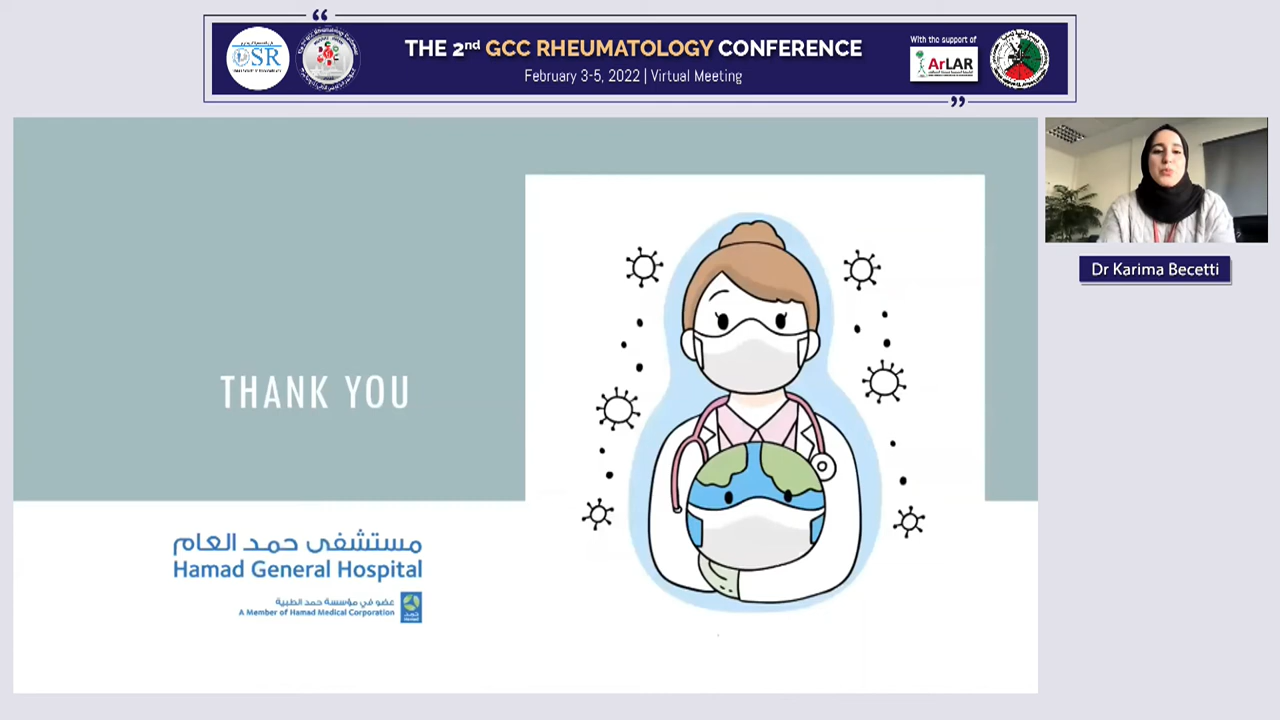 THE 2nd GCC RHEUMATOLOGY CONFERENCE
February 3-5, 2022 | Virtual Meeting
OSR
With the support of
ArLAR
Dr Karima Becetti
THANK YOU
مستشفى حمد العام
Hamad General Hospital
عضو في مؤسسة حمد الطبية
A Member of Hamad Medical Corporation